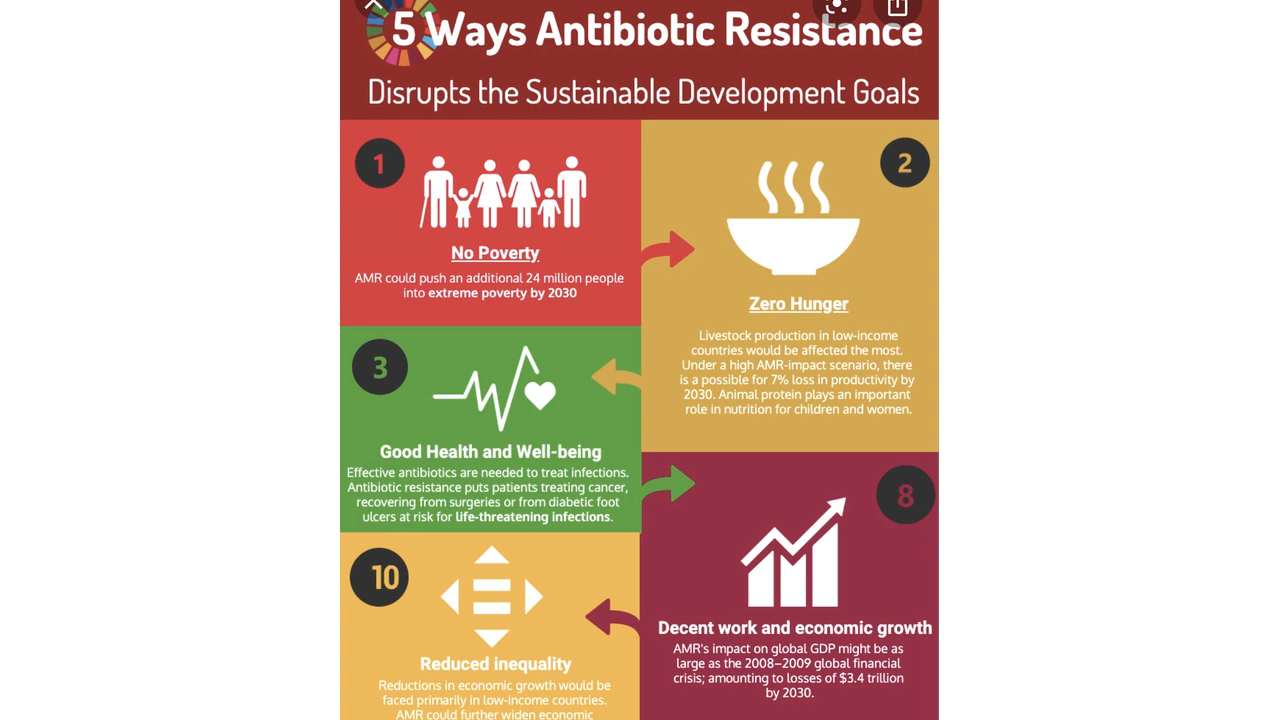 5 Ways Antibiotic Resistance
Disrupts the Sustainable Development Goals
1
No Poverty
AMR could push an additional 24 million people
into extreme poverty by 2030
2
Zero Hunger
Livestock production in low-income
countries would be affected the most.
Under a high AMR-impact scenario, there
is a possible for 7% loss in productivity by
2030. Animal protein plays an important
role in nutrition for children and women.
3
Good Health and Well-being
Effective antibiotics are needed to treat infections.
Antibiotic resistance puts patients treating cancer,
recovering from surgeries or from diabetic foot
ulcers at risk for life-threatening infections.
8
Decent work and economic growth
AMR's impact on global GDP might be as
large as the 2008–2009 global financial
crisis; amounting to losses of $3.4 trillion
by 2030.
10
Reduced inequality
Reductions in economic growth would be
faced primarily in low-income countries.
AMR could further widen economic